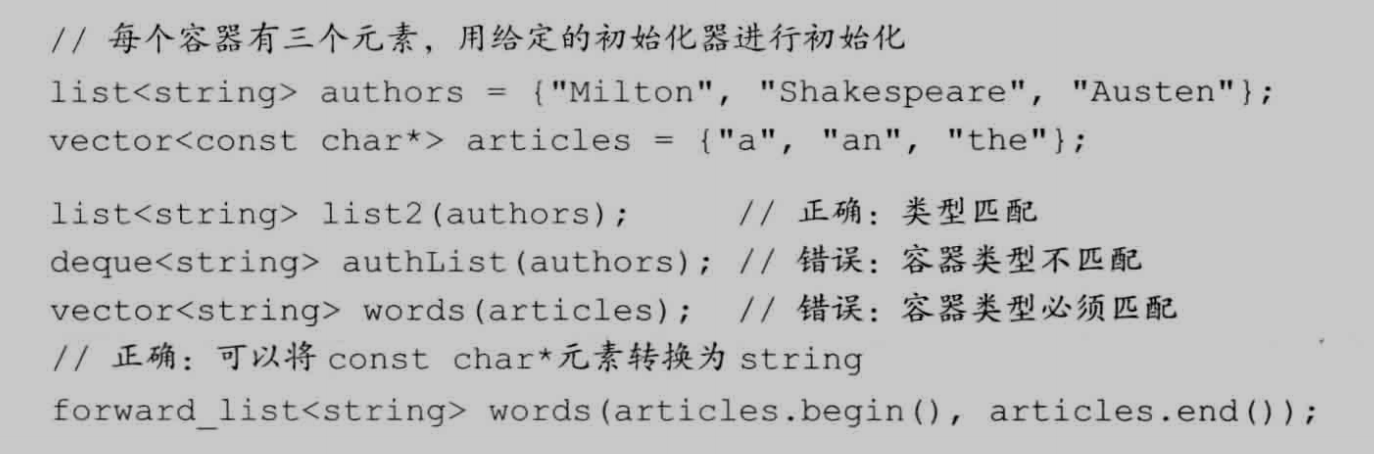 // 每个容器有三个元素，用给定的初始化器进行初始化
list<string> authors = {"Milton", "Shakespeare", "Austen"};
vector<const char*> articles = {"a", "an", "the"};
list<string> list2(authors);      // 正确：类型匹配
deque<string> authList(authors); // 错误：容器类型不匹配
vector<string> words(articles);  // 错误：容器类型必须匹配
// 正确：可以将 const char*元素转换为 string
forward_list<string> words(articles.begin(), articles.end());